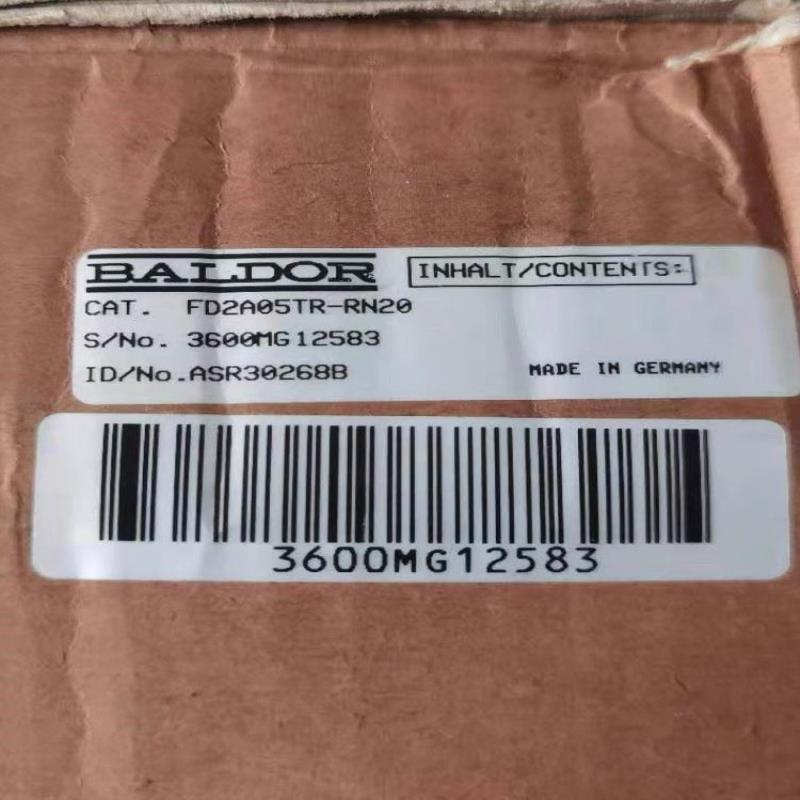 BALDOR INHALT/CONTENTS:
CAT. FD2A05TR-RN20
S/No. 3600MG12583
ID/No.ASR30268B MADE IN GERMANY
3600MG12583